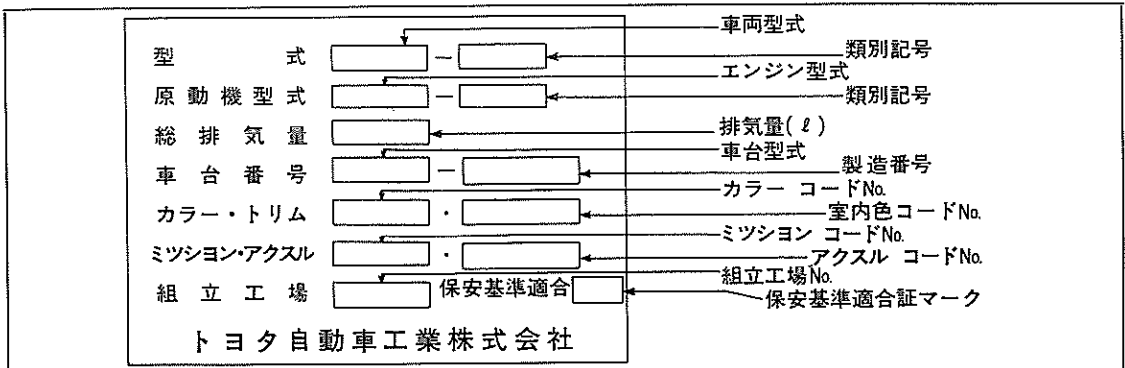 車両型式
型式 － 類別記号
エンジン型式
原動機型式 － 類別記号
総排気量 排気量(ℓ)
車台型式
車台番号 － 製造番号
カラー コードNo.
カラー・トリム ・ 室内色コードNo.
ミツシヨン コードNo.
ミツシヨン・アクスル ・ アクスル コードNo.
組立工場No.
組立工場 保安基準適合 保安基準適合証マーク
トヨタ自動車工業株式会社